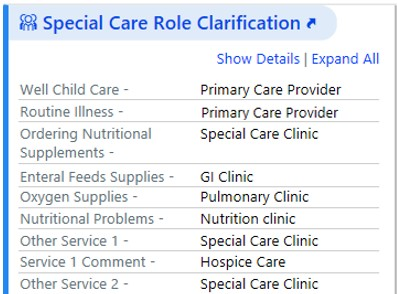 Special Care Role Clarification
Show Details | Expand All
Well Child Care - Primary Care Provider
Routine Illness - Primary Care Provider
Ordering Nutritional Special Care Clinic
Supplements -
Enteral Feeds Supplies - GI Clinic
Oxygen Supplies - Pulmonary Clinic
Nutritional Problems - Nutrition clinic
Other Service 1 - Special Care Clinic
Service 1 Comment - Hospice Care
Other Service 2 - Special Care Clinic